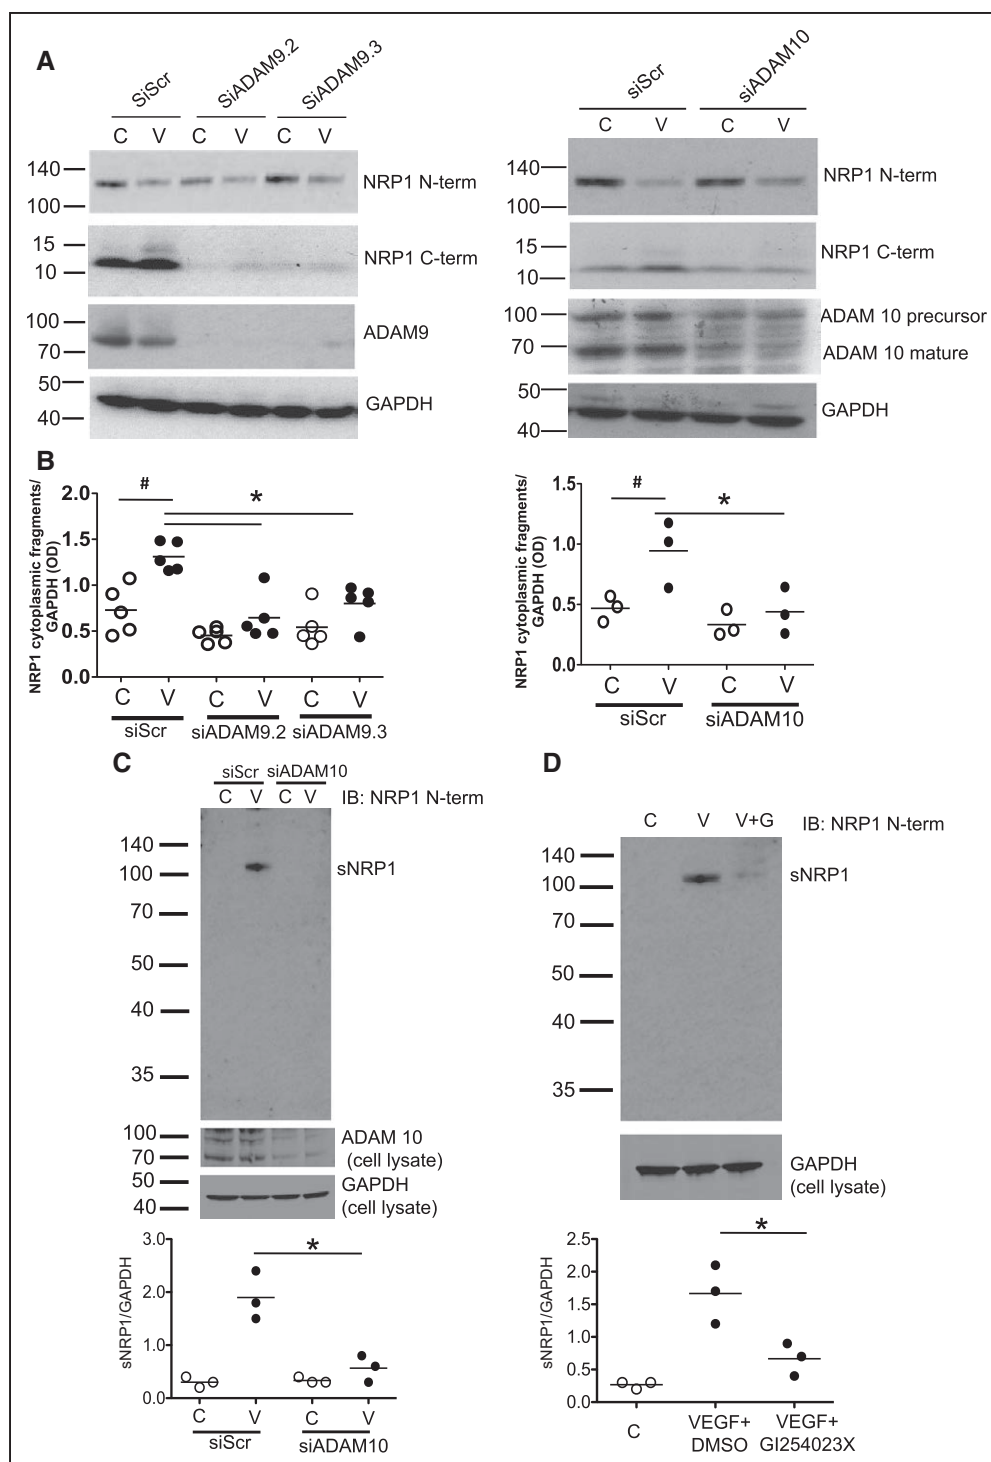 A
SiScr SiADAM9.2 SiADAM9.3
C V C V C V
140
100
NRP1 N-term
15
10
NRP1 C-term
100
70
ADAM9
50
40
GAPDH
siScr siADAM10
C V C V
140
100
NRP1 N-term
15
10
NRP1 C-term
100
70
ADAM 10 precursor
ADAM 10 mature
50
40
GAPDH
B
NRP1 cytoplasmic fragments/
GAPDH (OD)
2.0
1.5
1.0
0.5
0.0
# *
C V C V C V
siScr siADAM9.2 siADAM9.3
NRP1 cytoplasmic fragments/
GAPDH (OD)
1.5
1.0
0.5
0.0
# *
C V C V
siScr siADAM10
C
siScr siADAM10
C V C V IB: NRP1 N-term
140
100
70
50
40
35
sNRP1
100
70
ADAM 10
(cell lysate)
50
40
GAPDH
(cell lysate)
sNRP1/GAPDH
3.0
2.0
1.0
0.0
*
C V C V
siScr siADAM10
D
C V V+G IB: NRP1 N-term
140
100
70
50
40
35
sNRP1
GAPDH
(cell lysate)
sNRP1/GAPDH
2.5
2.0
1.5
1.0
0.5
0.0
*
C VEGF+ DMSO VEGF+ GI254023X